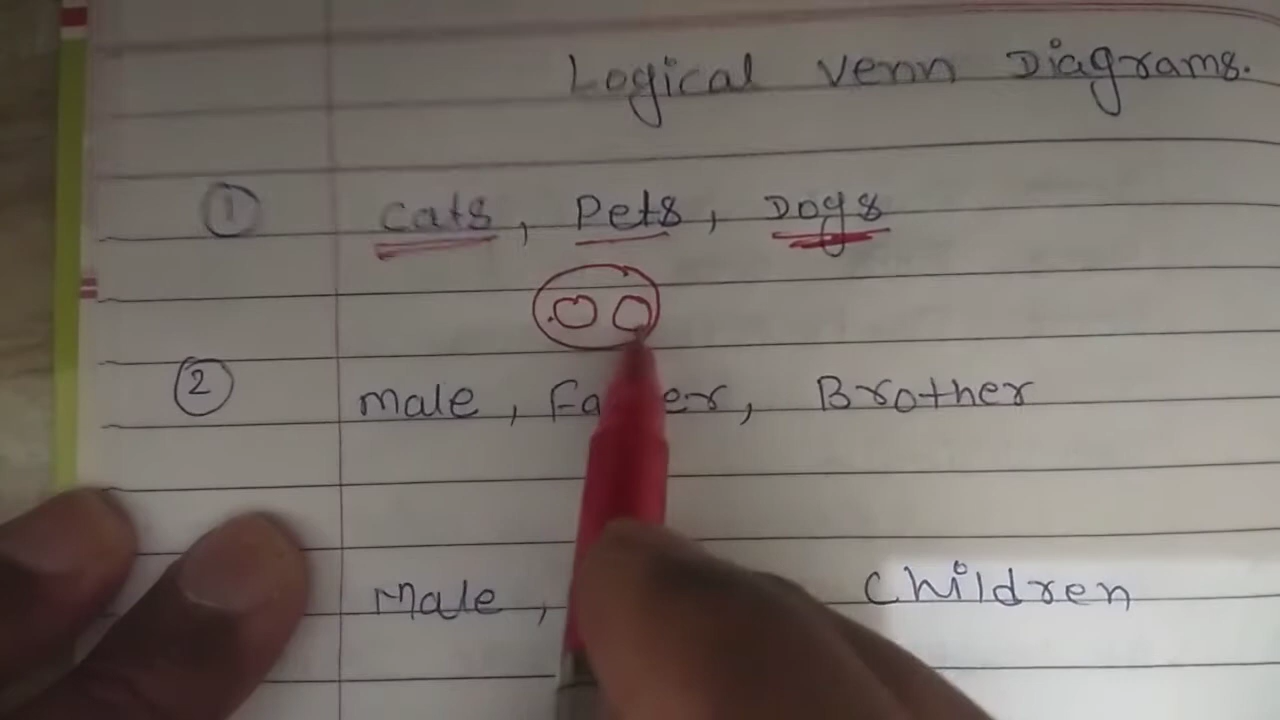 Logical Venn Diagrams.
① Cats, Pets, Dogs
② Male, Fa er, Brother
Male, Children